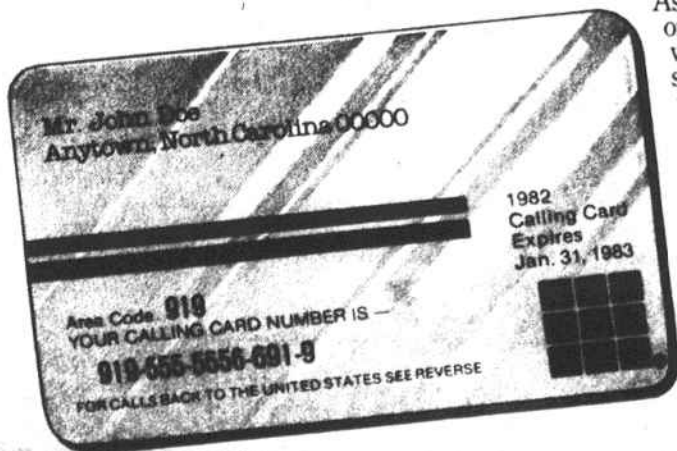 As
o
w
s
Mr. John Doe
Anytown, North Carolina 00000
1982
Calling Card
Expires
Jan. 31, 1983
Area Code 919
YOUR CALLING CARD NUMBER IS —
919-555-5656-691-9
FOR CALLS BACK TO THE UNITED STATES SEE REVERSE